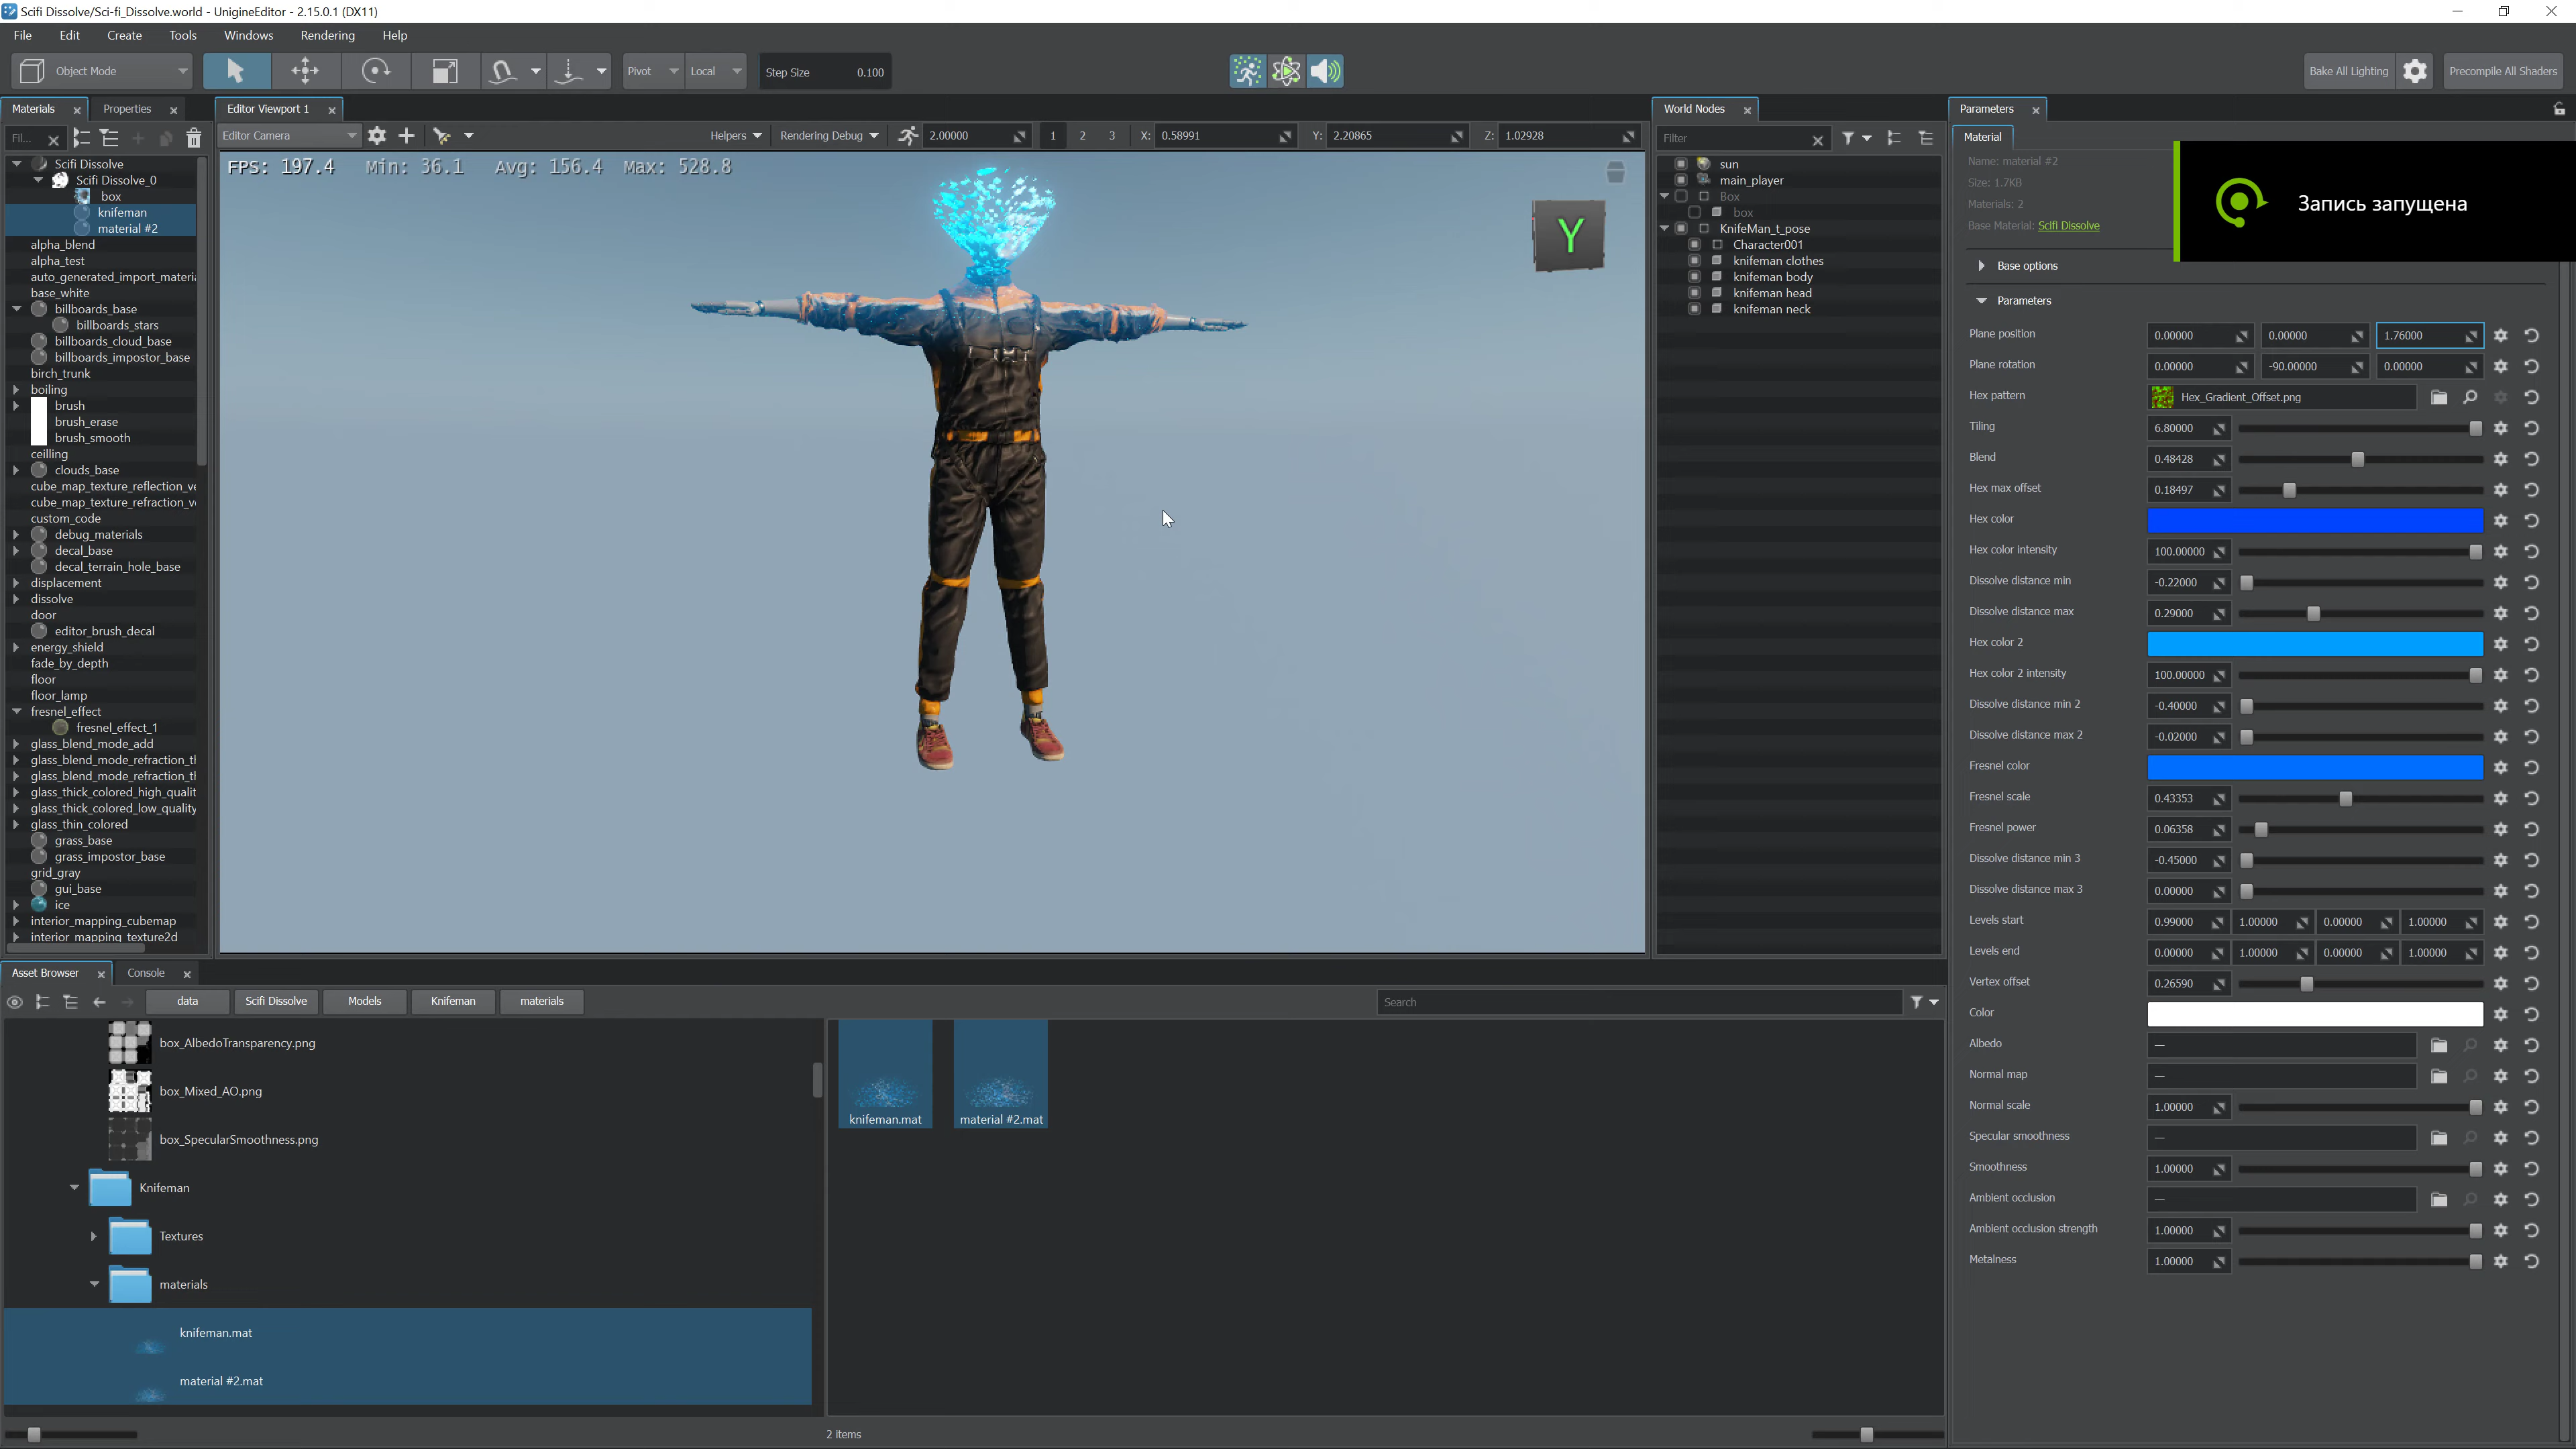 Scifi Dissolve/Sci-fi_Dissolve.world - UnigineEditor - 2.15.0.1 (DX11)
File Edit Create Tools Windows Rendering Help
Object Mode Pivot Local Step Size 0.100 Bake All Lighting Precompile All Shaders
Materials Properties
Fil...
Scifi Dissolve
Scifi Dissolve_0
box
knifeman
material #2
alpha_blend
alpha_test
auto_generated_import_materia
base_white
billboards_base
billboards_stars
billboards_cloud_base
billboards_impostor_base
birch_trunk
boiling
brush
brush_erase
brush_smooth
ceilling
clouds_base
cube_map_texture_reflection_ve
cube_map_texture_refraction_v
custom_code
debug_materials
decal_base
decal_terrain_hole_base
displacement
dissolve
door
editor_brush_decal
energy_shield
fade_by_depth
floor
floor_lamp
fresnel_effect
fresnel_effect_1
glass_blend_mode_add
glass_blend_mode_refraction_tl
glass_blend_mode_refraction_tl
glass_thick_colored_high_qualit
glass_thick_colored_low_quality
glass_thin_colored
grass_base
grass_impostor_base
grid_gray
gui_base
ice
interior_mapping_cubemap
interior_mapping_texture2d
Editor Viewport 1
Editor Camera Helpers Rendering Debug 2.00000 1 2 3 X: 0.58991 Y: 2.20865 Z: 1.02928
FPS: 197.4 Min: 36.1 Avg: 156.4 Max: 528.8
Y
World Nodes
Filter
sun
main_player
Box
box
KnifeMan_t_pose
Character001
knifeman clothes
knifeman body
knifeman head
knifeman neck
Parameters
Material
Name: material #2
Size: 1.7KB
Materials: 2
Base Material: Scifi Dissolve
Запись запущена
Base options
Parameters
Plane position 0.00000 0.00000 1.76000
Plane rotation 0.00000 -90.00000 0.00000
Hex pattern Hex_Gradient_Offset.png
Tiling 6.80000
Blend 0.48428
Hex max offset 0.18497
Hex color
Hex color intensity 100.00000
Dissolve distance min -0.22000
Dissolve distance max 0.29000
Hex color 2
Hex color 2 intensity 100.00000
Dissolve distance min 2 -0.40000
Dissolve distance max 2 -0.02000
Fresnel color
Fresnel scale 0.43353
Fresnel power 0.06358
Dissolve distance min 3 -0.45000
Dissolve distance max 3 0.00000
Levels start 0.99000 1.00000 0.00000 1.00000
Levels end 0.00000 1.00000 0.00000 1.00000
Vertex offset 0.26590
Color
Albedo —
Normal map —
Normal scale 1.00000
Specular smoothness —
Smoothness 1.00000
Ambient occlusion —
Ambient occlusion strength 1.00000
Metalness 1.00000
Asset Browser Console
data Scifi Dissolve Models Knifeman materials Search
box_AlbedoTransparency.png
box_Mixed_AO.png
box_SpecularSmoothness.png
Knifeman
Textures
materials
knifeman.mat
material #2.mat
knifeman.mat material #2.mat
2 items